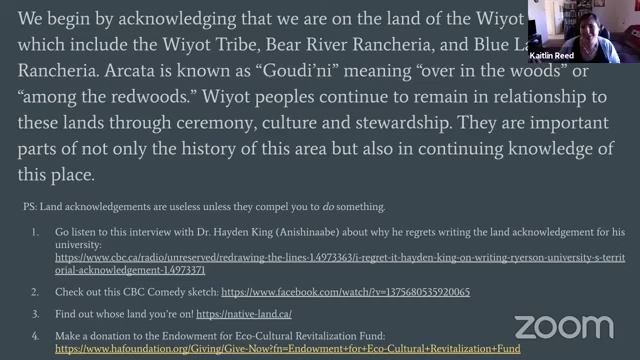 We begin by acknowledging that we are on the land of the Wiyot
which include the Wiyot Tribe, Bear River Rancheria, and Blue
Rancheria. Arcata is known as “Goudi’ni” meaning “over in the woods” or
“among the redwoods.” Wiyot peoples continue to remain in relationship to
these lands through ceremony, culture and stewardship. They are important
parts of not only the history of this area but also in continuing knowledge of
this place.
Kaitlin Reed
PS: Land acknowledgements are useless unless they compel you to do something.
1. Go listen to this interview with Dr. Hayden King (Anishinaabe) about why he regrets writing the land acknowledgement for his
university:
https://www.cbc.ca/radio/unreserved/redrawing-the-lines-1.4973363/i-regret-it-hayden-king-on-writing-ryerson-university-s-territ
orial-acknowledgement-1.4973371
2. Check out this CBC Comedy sketch: https://www.facebook.com/watch/?v=1375680535920065
3. Find out whose land you’re on! https://native-land.ca/
4. Make a donation to the Endowment for Eco-Cultural Revitalization Fund:
https://www.hafoundation.org/Giving/Give-Now?fn=Endowment+for+Eco-Cultural+Revitalization+Fund
zoom